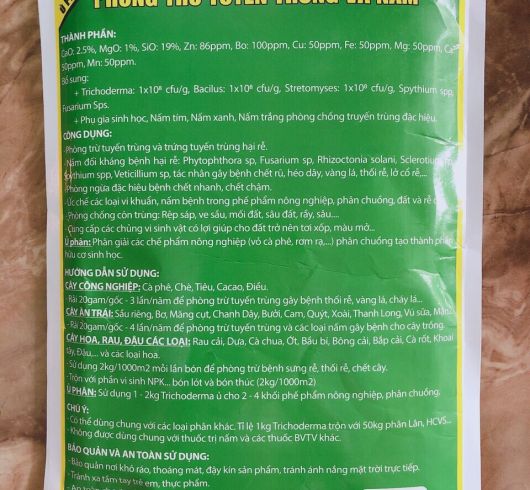 PHÒNG TRỪ TUYẾN TRÙNG VÀ NẤM
THÀNH PHẦN:
CaO: 2.5%, MgO: 1%, SiO: 19%, Zn: 86ppm, Bo: 100ppm, Cu: 50ppm, Fe: 50ppm, Mg: 50ppm, Ca:
50ppm, Mn: 50ppm.
Bổ sung:
+ Trichoderma: 1x10⁸ cfu/g, Bacilus: 1x10⁸ cfu/g, Stretomyses: 1x10⁹ cfu/g, Spythium spp,
Fusarium Sps.
+ Phụ gia sinh học, Nấm tím, Nấm xanh, Nấm trắng phòng chống truyến trùng đặc hiệu.
CÔNG DỤNG:
- Phòng trừ tuyến trùng và trứng tuyến trùng hại rễ.
- Nấm đối kháng bệnh hại rễ: Phytophthora sp, Fusarium sp, Rhizoctonia solani, Sclerotium
Spythium spp, Veticillium sp, tác nhân gây bệnh chết rủ, héo dây, vàng lá, thối rễ, lở cổ rễ,...
- Phòng ngừa đặc hiệu bệnh chết nhanh, chết chậm.
- Ức chế các loại vi khuẩn, nấm bệnh trong phế phẩm nông nghiệp, phân chuồng, đất và rễ
- Phòng chống côn trùng: Rệp sáp, ve sầu, mối đất, sâu đất, rầy, sâu....
- Cung cấp các chủng vi sinh vật có lợi giúp cho đất trở nên tơi xốp, màu mỡ...
Ủ phân: Phân giải các chế phẩm nông nghiệp (vỏ cà phê, rơm rạ,...) phân chuồng tạo thành phân
hữu cơ sinh học.
HƯỚNG DẪN SỬ DỤNG:
CÂY CÔNG NGHIỆP: Cà phê, Chè, Tiêu, Cacao, Điều.
- Rải 20gam/gốc - 3 lần/năm để phòng trừ truyến trùng gây bệnh thối rễ, vàng lá, cháy lá...
CÂY ĂN TRÁI: Sầu riêng, Bơ, Măng cụt, Chanh Dây, Bưởi, Cam, Quýt, Xoài, Thanh Long, Vú sữa, Mận...
- Rải 20gam/gốc - 4 lần/năm để phòng trừ tuyến trùng và các loại nấm gây bệnh cho cây trồng.
CÂY HOA, RAU, ĐẬU CÁC LOẠI: Rau cải, Dưa, Cà chua, Ớt, Bầu bí, Bông cải, Bắp cải, Cà rốt, Khoai
tây, Đậu,... và các loại hoa.
- Sử dụng 2kg/1000m2 mỗi lần bón để phòng trừ bệnh sưng rễ, thối rễ, chết cây.
- Trộn với phân vi sinh NPK... bón lót và bón thúc (2kg/1000m2)
Ủ PHÂN: Sử dụng 1 - 2kg Trichoderma ủ cho 2 - 4 khối phế phẩm nông nghiệp, phân chuồng.
CHÚ Ý:
- Có thể dùng chung với các loại phân khác. Tỉ lệ 1kg Trichoderma trộn với 50kg phân Lân, HCVS...
- Không được dùng chung với thuốc trị nấm và các thuốc BVTV khác.
BẢO QUẢN VÀ AN TOÀN SỬ DỤNG:
- Bảo quản nơi khô ráo, thoáng mát, đậy kín sản phẩm, tránh ánh nắng mặt trời trực tiếp.
- Tránh xa tầm tay trẻ em, thực phẩm.